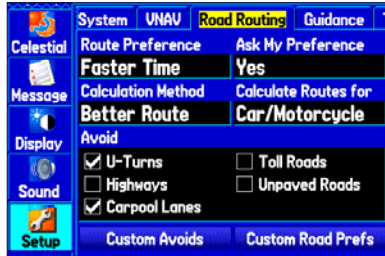 System VNAV Road Routing Guidance
Celestial
Route Preference Ask My Preference
Faster Time Yes
Message
Calculation Method Calculate Routes for
Better Route Car/Motorcycle
Display
Avoid
U-Turns Toll Roads
Highways Unpaved Roads
Sound
Carpool Lanes
Setup
Custom Avoids Custom Road Prefs